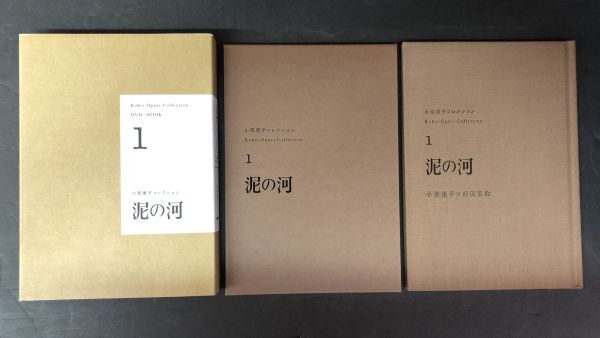 Kohei Oguri Collection
DVD+BOOK
1
小栗康平コレクション
泥の河
小栗康平コレクション
Kohei Oguri Collection
1
泥の河
小栗康平コレクション
Kohei Oguri Collection
1
泥の河
小栗康平×前田英樹